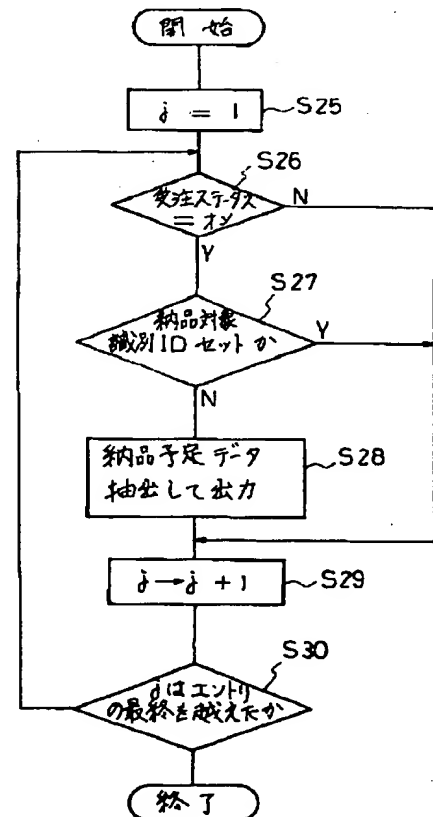 開始
j = 1
S25
S26
受注ステータス
= オン
N
Y
S27
納品対象
識別IDセットか
Y
N
納品予定データ
抽出して出力
S28
j→j + 1
S29
S30
jはエントリ
の最終を越えたか
終了